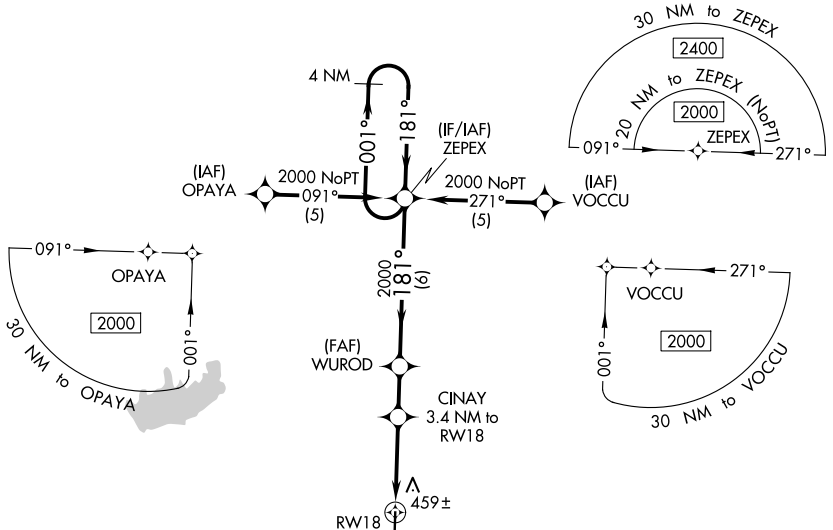 30 NM to ZEPEX
2400
20 NM to ZEPEX (NoPT)
2000
ZEPEX
091°
271°
4 NM
001°
181°
(IF/IAF)
ZEPEX
(IAF)
OPAYA
2000 NoPT
091°
(5)
2000 NoPT
271°
(5)
(IAF)
VOCCU
2000
181°
(6)
091°
OPAYA
2000
001°
30 NM to OPAYA
271°
VOCCU
2000
001°
30 NM to VOCCU
(FAF)
WUROD
CINAY
3.4 NM to
RW18
459±
RW18